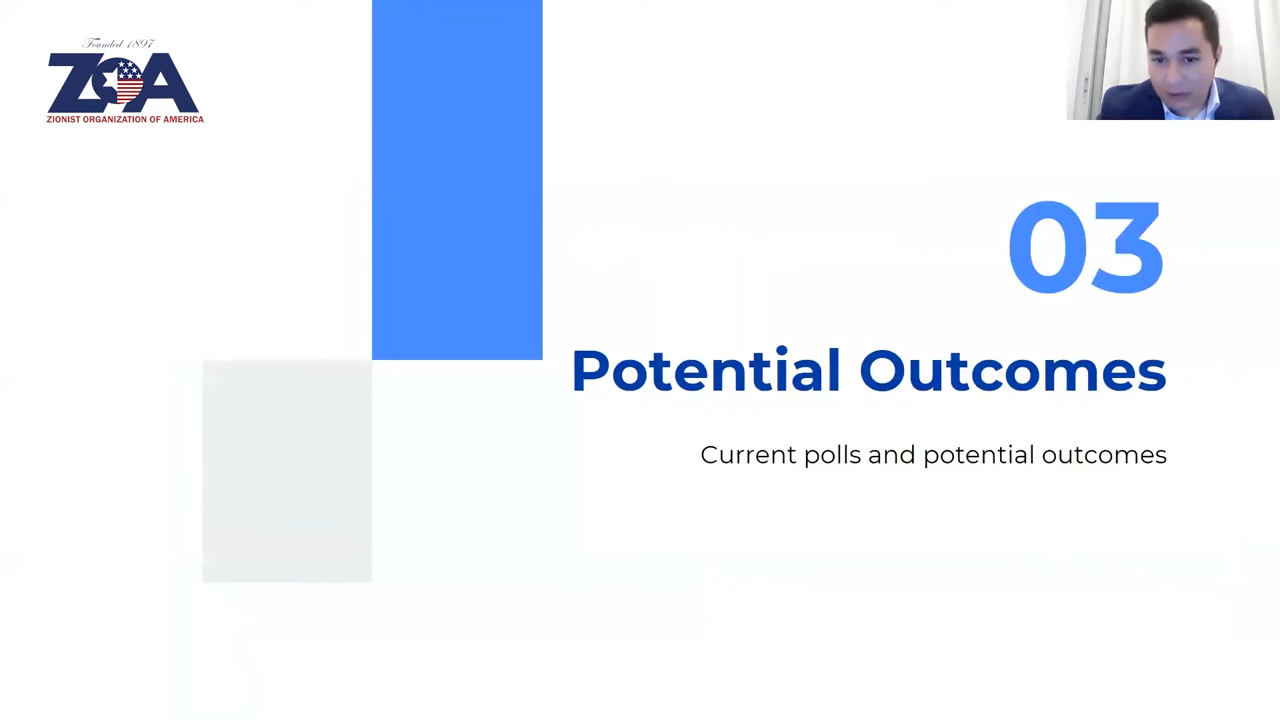 Founded 1897
ZOA
ZIONIST ORGANIZATION OF AMERICA
03
Potential Outcomes
Current polls and potential outcomes